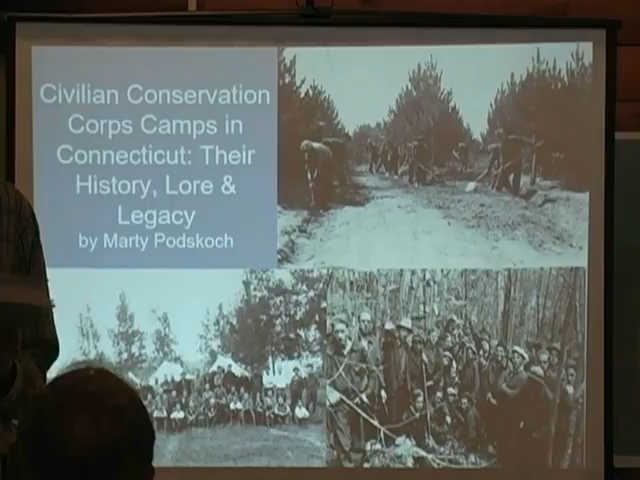 Civilian Conservation
Corps Camps in
Connecticut: Their
History, Lore &
Legacy
by Marty Podskoch